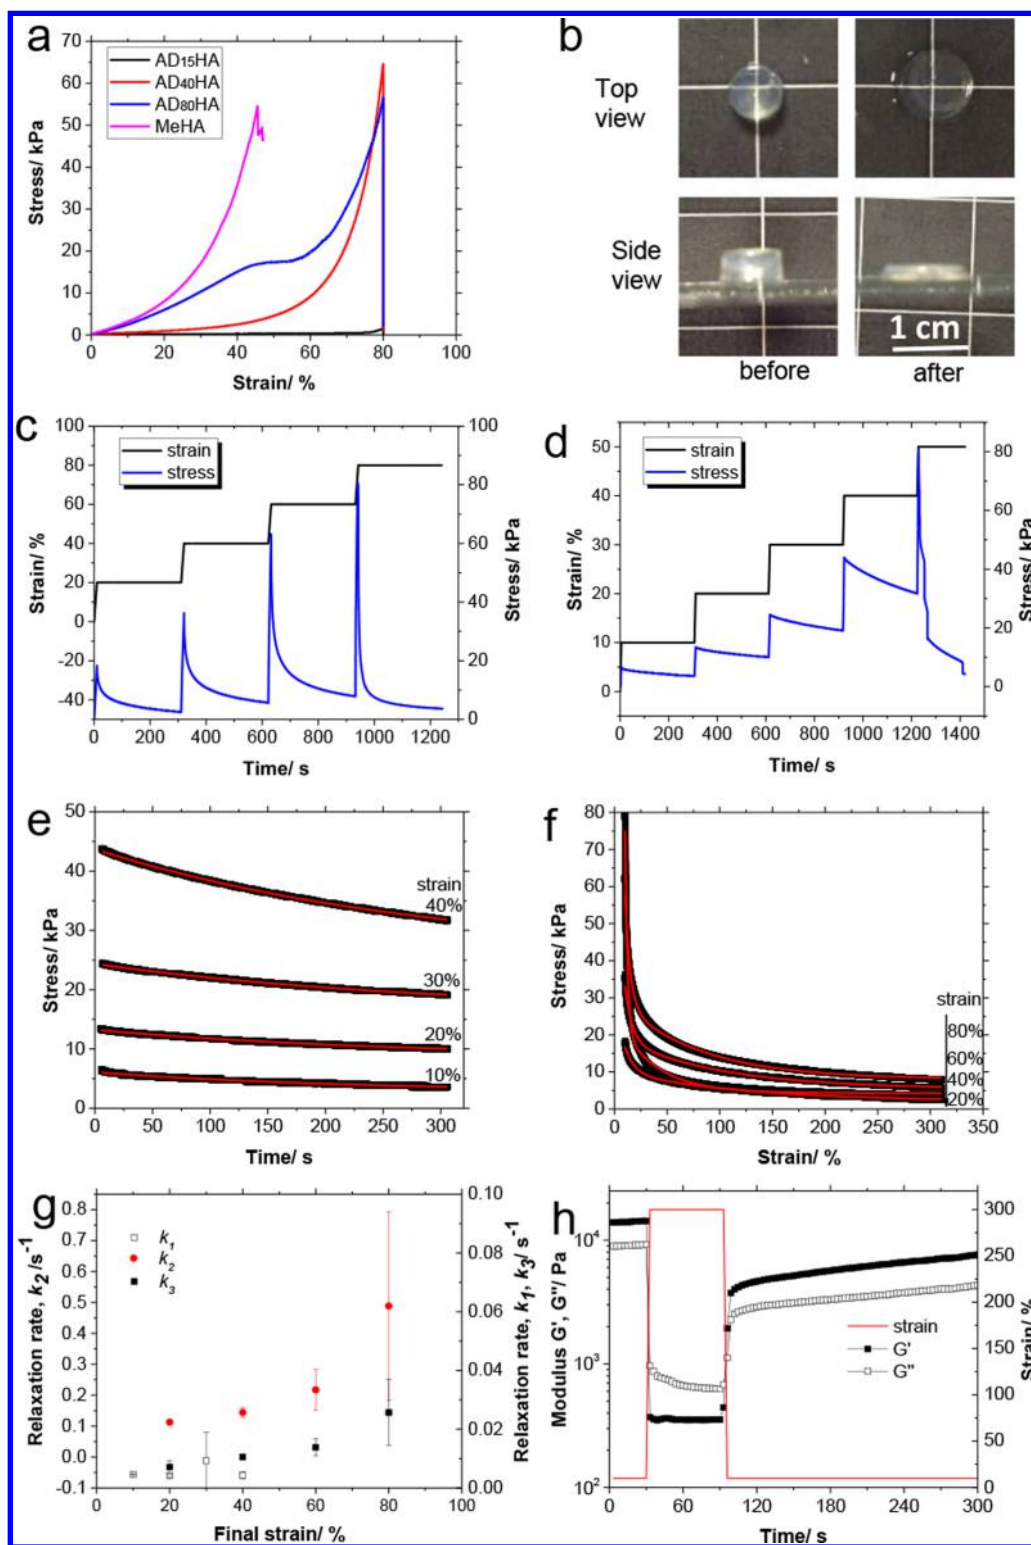 a
70
60
50
40
30
20
10
0
Stress/ kPa
AD15HA
AD40HA
AD80HA
MeHA
0 20 40 60 80 100
Strain/ %
b
Top
view
Side
view
1 cm
before
after
c
100
80
60
40
20
0
-20
-40
Strain/ %
strain
stress
100
80
60
40
20
0
Stress/ kPa
0 200 400 600 800 1000 1200
Time/ s
d
50
40
30
20
10
0
Strain/ %
strain
stress
80
60
40
20
0
Stress/ kPa
0 200 400 600 800 1000 1200 1400
Time/ s
e
50
40
30
20
10
0
Stress/ kPa
strain
40%
30%
20%
10%
0 50 100 150 200 250 300
Time/ s
f
80
70
60
50
40
30
20
10
0
Stress/ kPa
strain
80%
60%
40%
20%
0 50 100 150 200 250 300 350
Strain/ %
g
0.8
0.7
0.6
0.5
0.4
0.3
0.2
0.1
0.0
-0.1
Relaxation rate, k2 /s-1
k1
k2
k3
0.10
0.08
0.06
0.04
0.02
0.00
Relaxation rate, k1, k3/ s-1
0 20 40 60 80 100
Final strain/ %
h
10^4
10^3
10^2
Modulus G', G''/ Pa
strain
G'
G''
300
250
200
150
100
50
0
Strain/ %
0 60 120 180 240 300
Time/ s